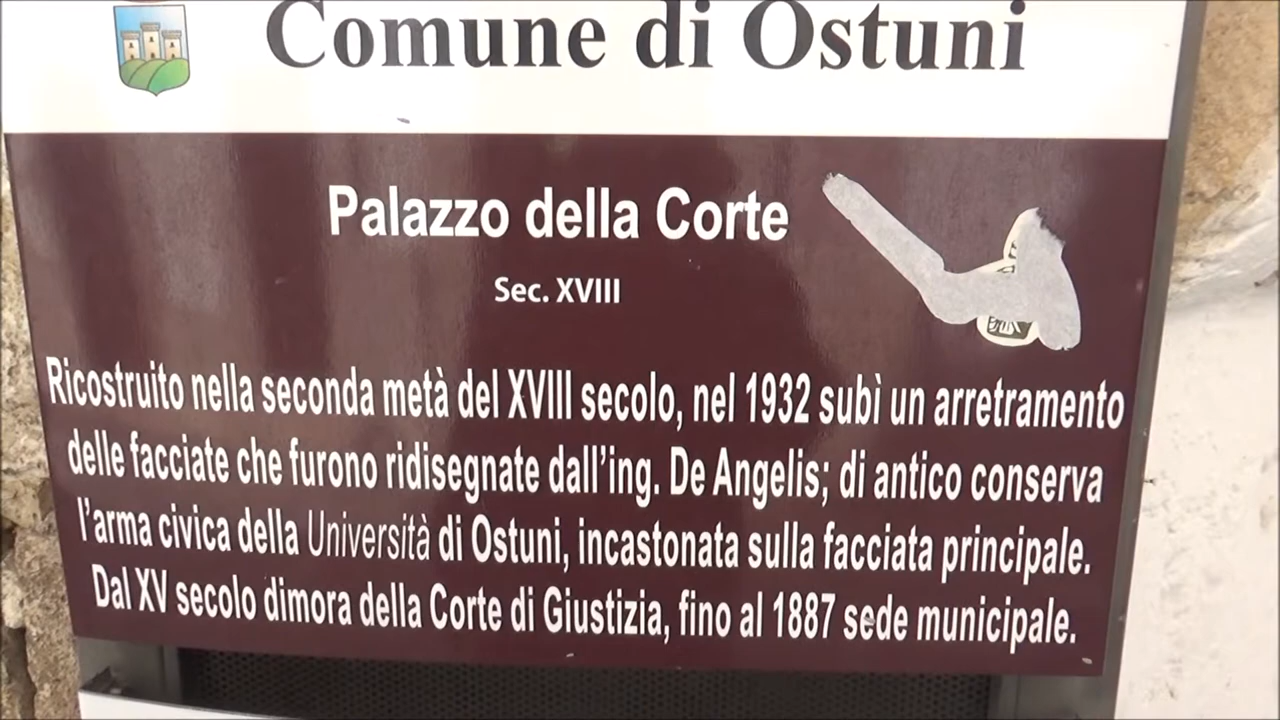 Comune di Ostuni
Palazzo della Corte
Sec. XVIII
Ricostruito nella seconda metà del XVIII secolo, nel 1932 subì un arretramento
delle facciate che furono ridisegnate dall'ing. De Angelis; di antico conserva
l'arma civica della Università di Ostuni, incastonata sulla facciata principale.
Dal XV secolo dimora della Corte di Giustizia, fino al 1887 sede municipale.